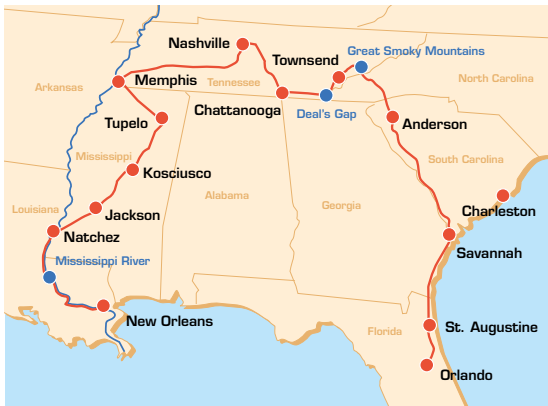 Nashville
Great Smoky Mountains
Townsend
Memphis
Tennessee
North Carolina
Arkansas
Chattanooga
Deal's Gap
Tupelo
Anderson
Mississippi
South Carolina
Kosciusco
Alabama
Georgia
Louisiana
Jackson
Charleston
Natchez
Savannah
Mississippi River
New Orleans
St. Augustine
Florida
Orlando